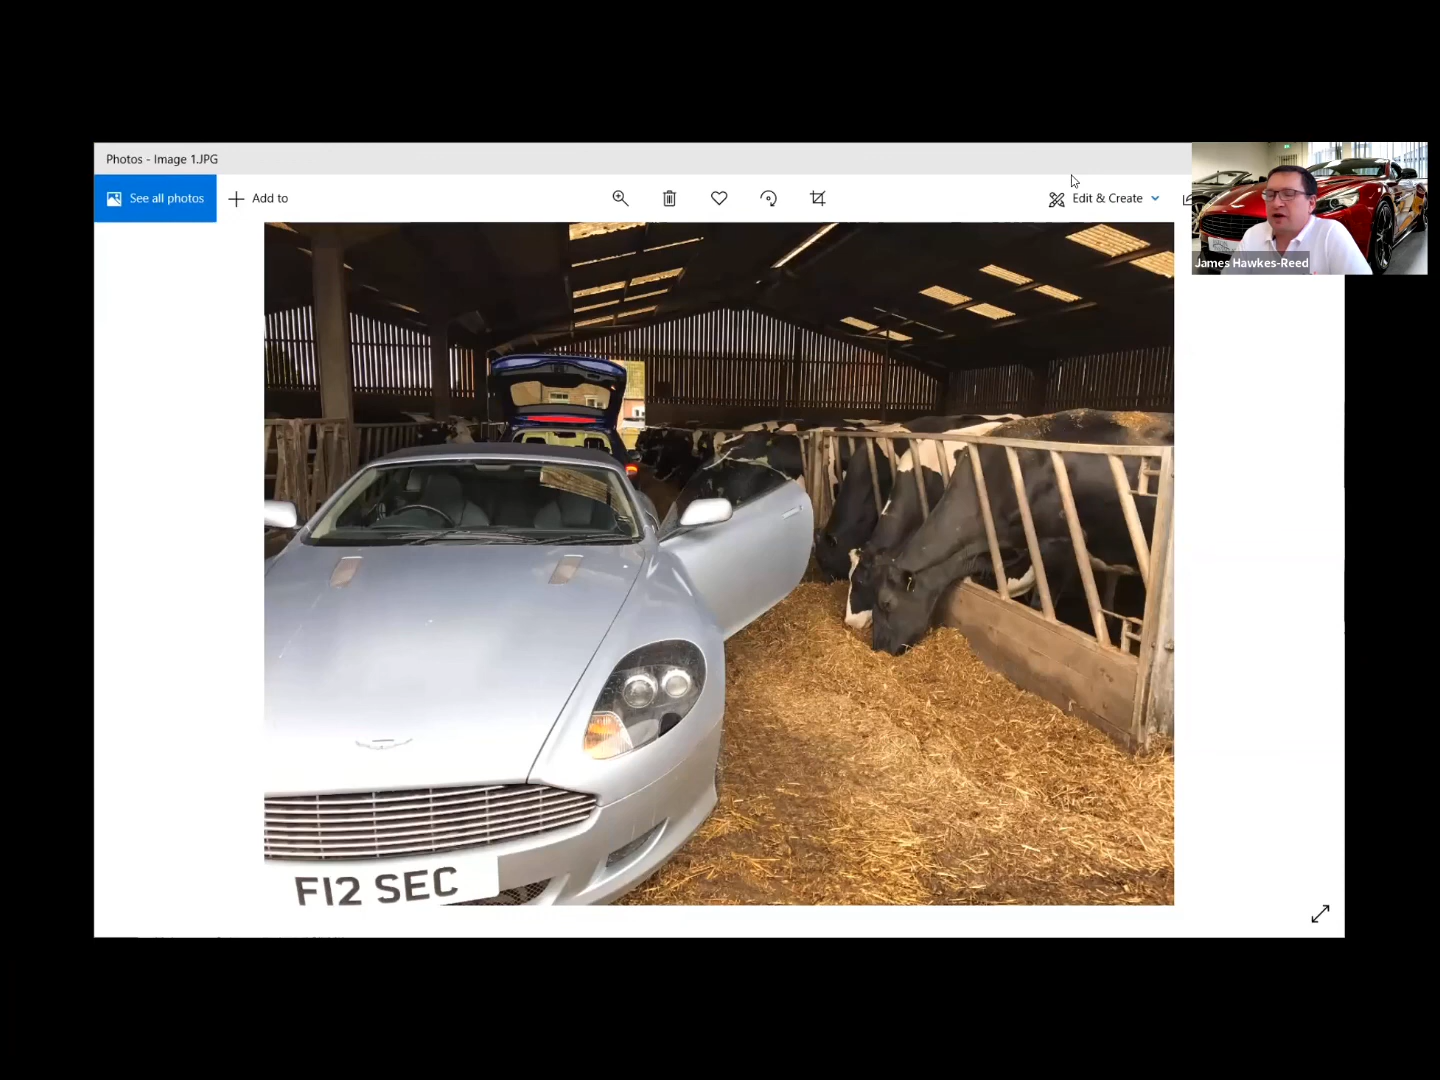 Photos - Image 1.JPG
See all photos
Add to
Edit & Create
James Hawkes-Reed
F12 SEC